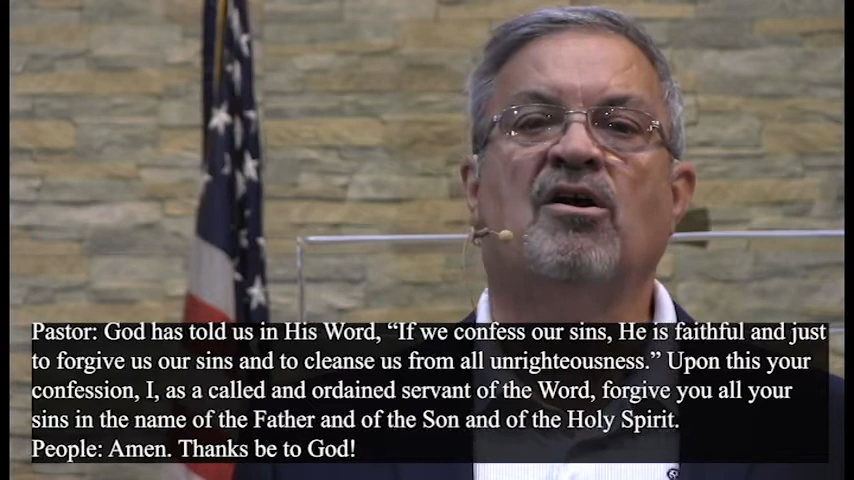 Pastor: God has told us in His Word, “If we confess our sins, He is faithful and just
to forgive us our sins and to cleanse us from all unrighteousness.” Upon this your
confession, I, as a called and ordained servant of the Word, forgive you all your
sins in the name of the Father and of the Son and of the Holy Spirit.
People: Amen. Thanks be to God!